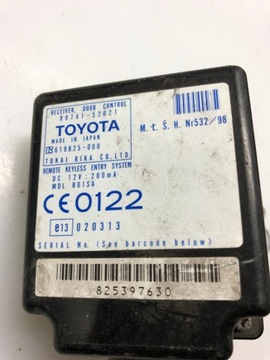 RECEIVER, DOOR CONTROL
89741-52021
TOYOTA
MADE IN JAPAN
M. Ł. Ś. H. Nr532/98
619825-000
TOKAI RIKA CO., LTD.
REMOTE KEYLESS ENTRY SYSTEM
DC 12V: 200mA
MDL B01SA
CE0122
e13 020313
SERIAL No. (See barcode below)
825397630